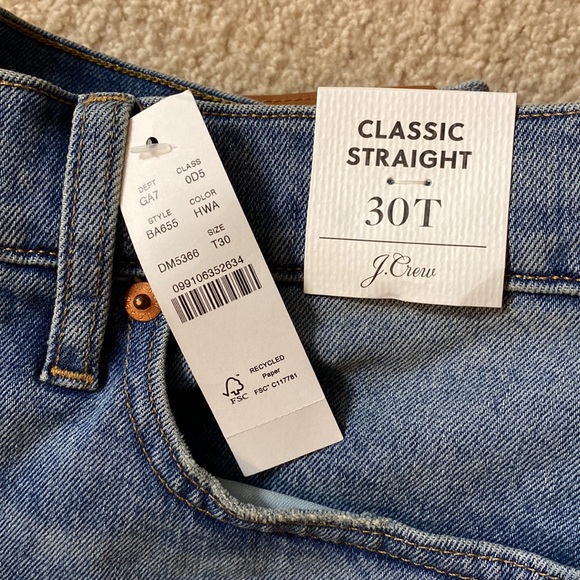 DEPT CLASS
GA7 0D5
STYLE COLOR
BA655 HWA
DM5366 SIZE
T30
099106352634
RECYCLED
Paper
FSC™ C117781
FSC
CLASSIC
STRAIGHT
30T
J.Crew